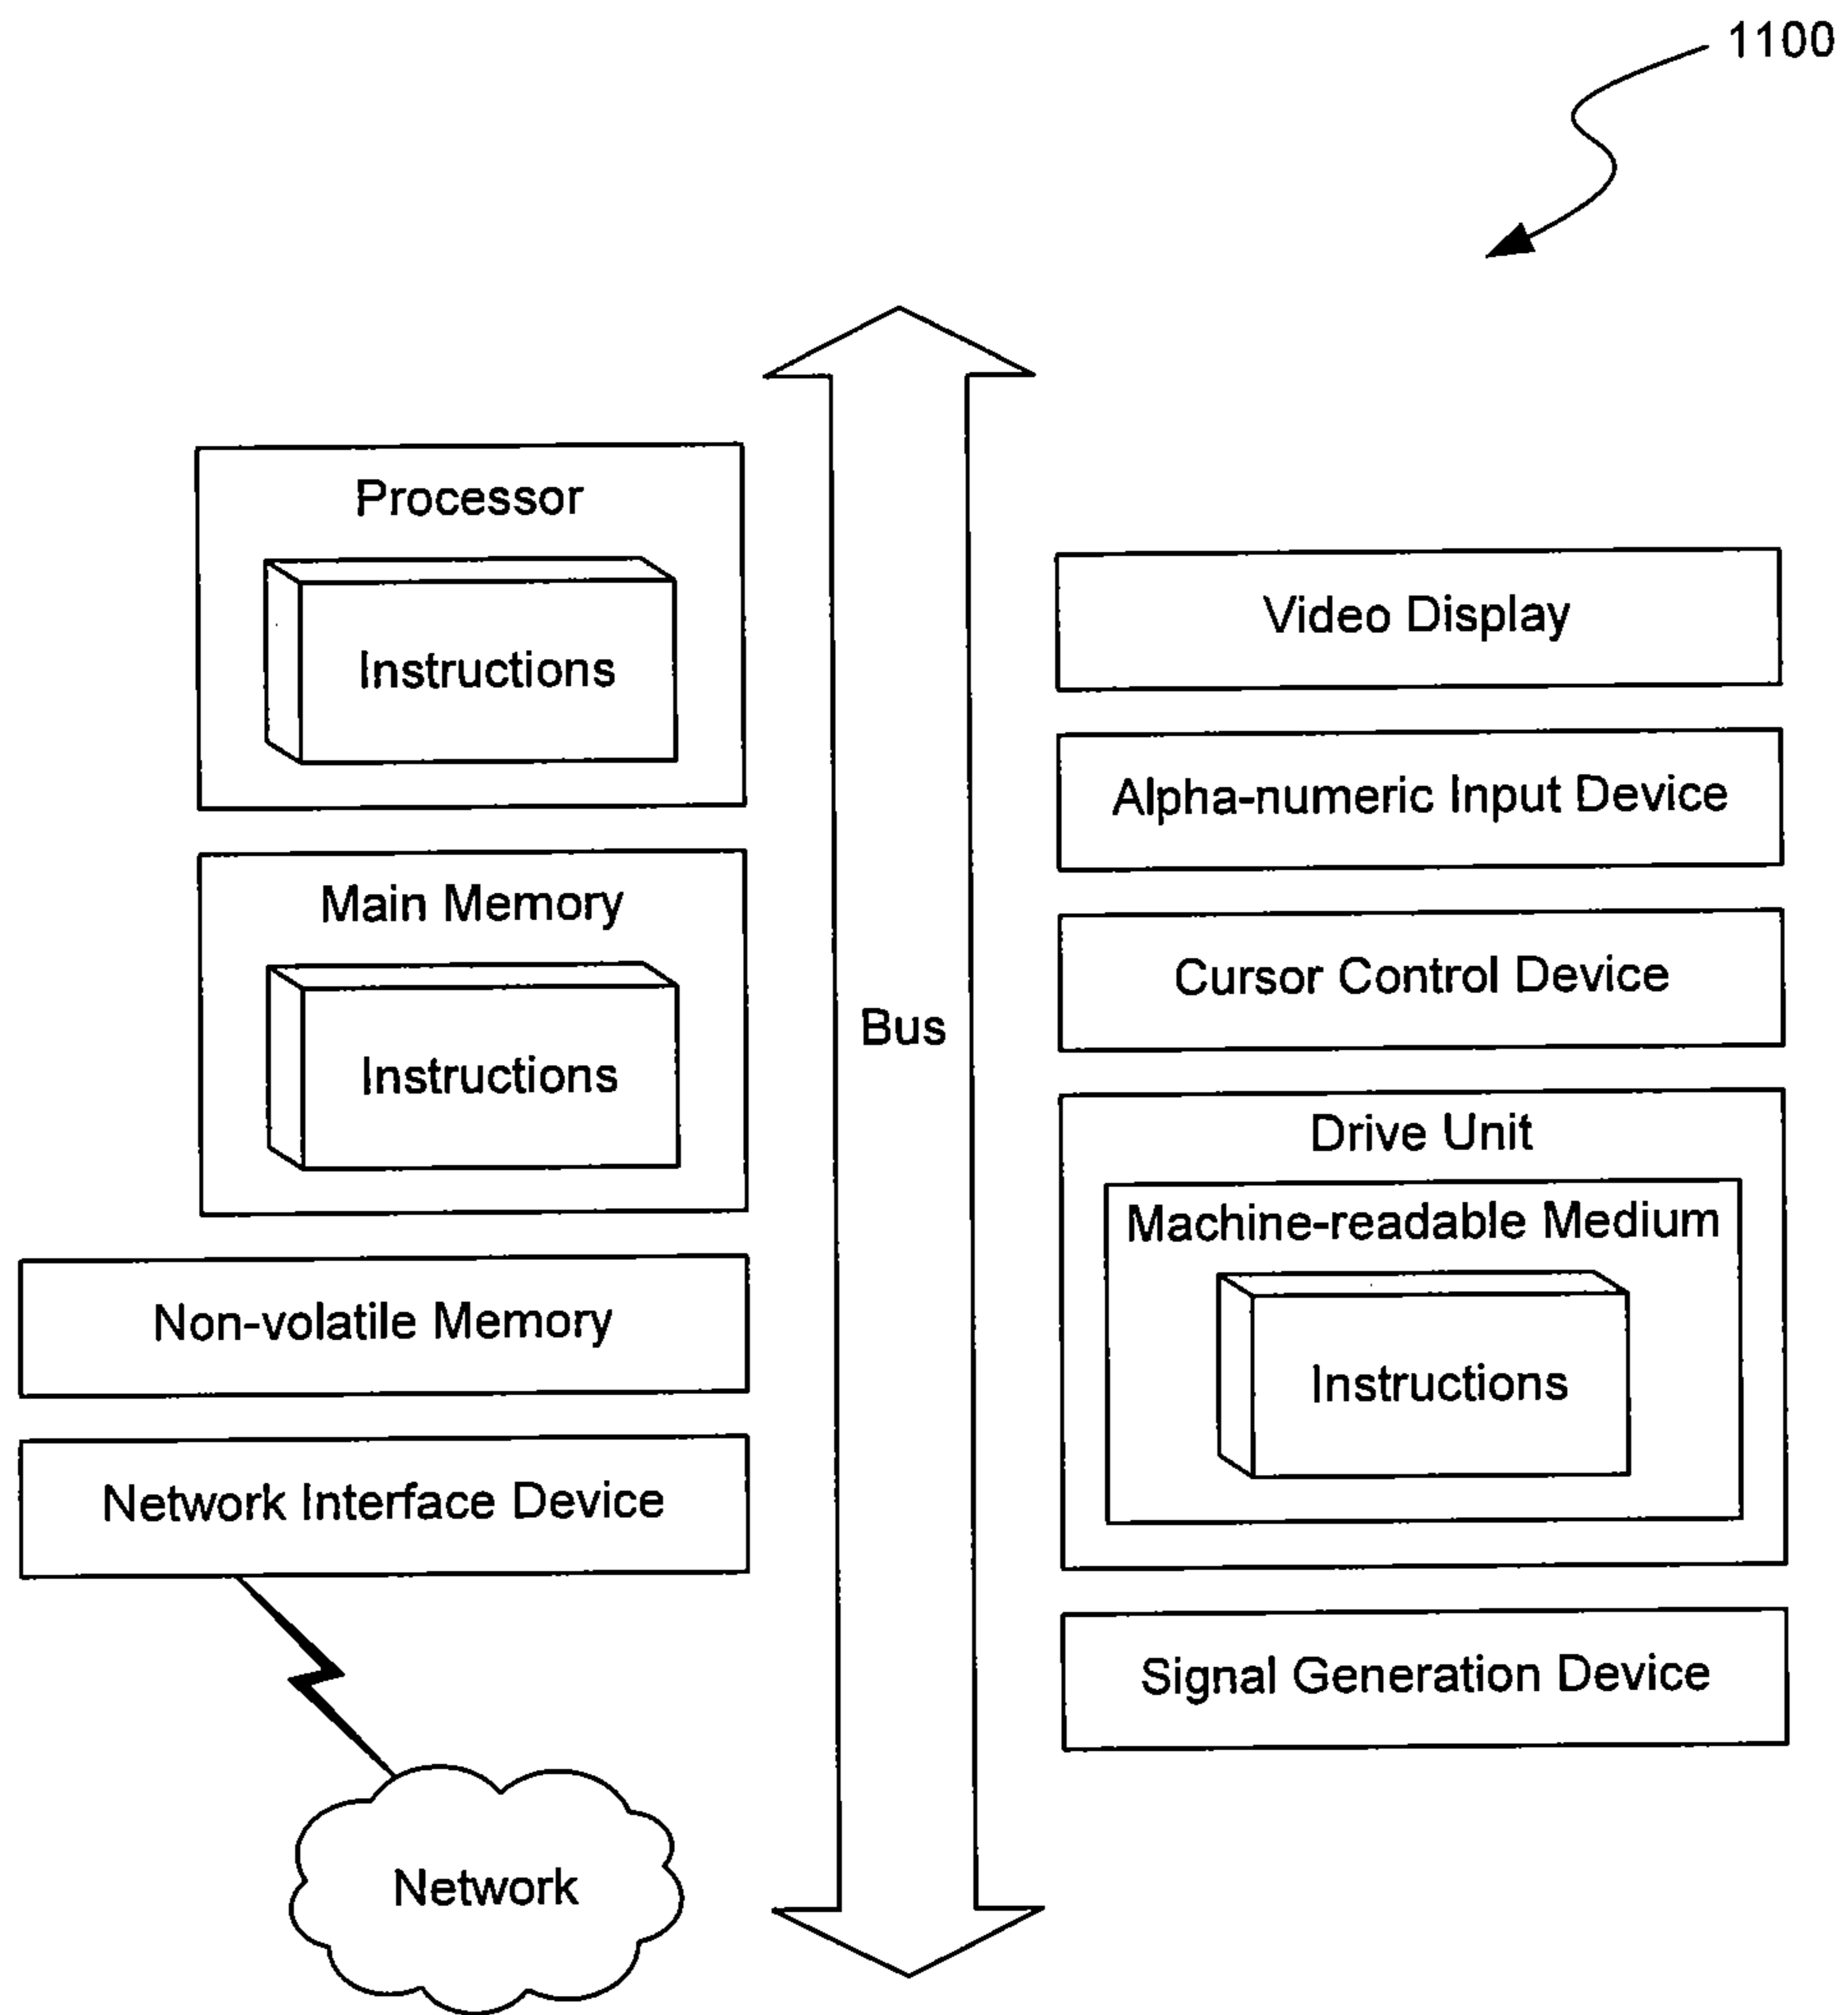 1100
Processor
Instructions
Main Memory
Instructions
Non-volatile Memory
Network Interface Device
Network
Bus
Video Display
Alpha-numeric Input Device
Cursor Control Device
Drive Unit
Machine-readable Medium
Instructions
Signal Generation Device